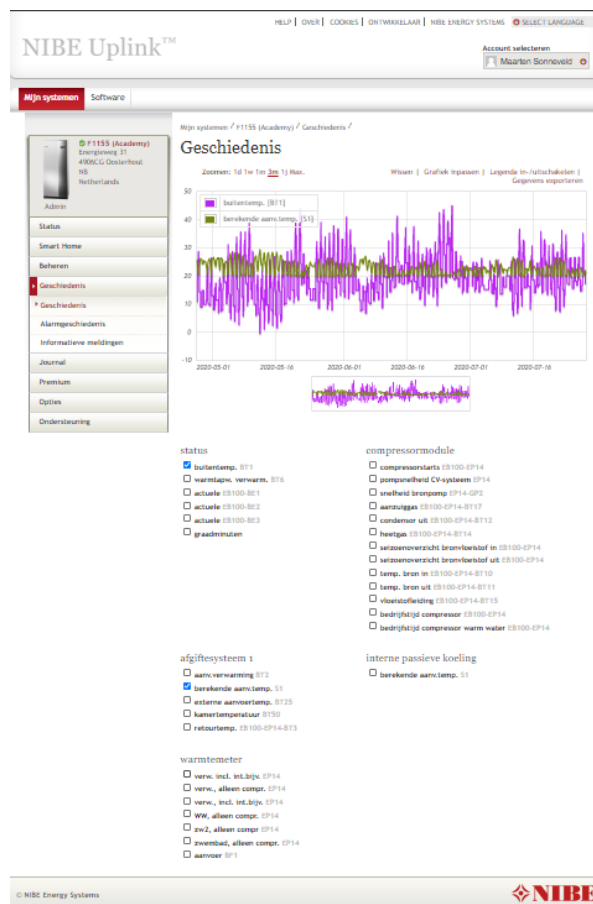 HELP | OVER | COOKIES | ONTWIKKELAAR | NIBE ENERGY SYSTEMS SELECT LANGUAGE
NIBE Uplink™
Account selecteren
Maarten Sonneveld
Mijn systemen Software
F1155 (Academy)
Energieweg 31
4906CG Oosterhout
NB
Netherlands
Admin
Status
Smart Home
Beheren
Geschiedenis
Geschiedenis
Alarmgeschiedenis
Informatieve meldingen
Journal
Premium
Opties
Ondersteuning
Mijn systemen / F1155 (Academy) / Geschiedenis /
Geschiedenis
Zoomen: 1d 1w 1m 3m 1j Max.
Wissen | Grafiek inpassen | Legenda in-/uitschakelen |
Gegevens exporteren
buitentemp. [BT1]
berekende aanv.temp. [S1]
50
40
30
20
10
0
-10
2020-05-01 2020-05-16 2020-06-01 2020-06-16 2020-07-01 2020-07-16
status
buitentemp. BT1
warmtapw. verwarm. BT6
actuele EB100-BE1
actuele EB100-BE2
actuele EB100-BE3
graadminuten
compressormodule
compressorstarts EB100-EP14
pompsnelheid CV-systeem EP14
snelheid bronpomp EP14-GP2
aanzuiggas EB100-EP14-BT17
condensor uit EB100-EP14-BT12
heetgas EB100-EP14-BT14
seizoenoverzicht bronvloeistof in EB100-EP14
seizoenoverzicht bronvloeistof uit EB100-EP14
temp. bron in EB100-EP14-BT10
temp. bron uit EB100-EP14-BT11
vloeistofleiding EB100-EP14-BT15
bedrijfstijd compressor EB100-EP14
bedrijfstijd compressor warm water EB100-EP14
afgiftesysteem 1
aanv.verwarming BT2
berekende aanv.temp. S1
externe aanvoertemp. BT25
kamertemperatuur BT50
retourtemp. EB100-EP14-BT3
interne passieve koeling
berekende aanv.temp. S1
warmtemeter
verw. incl. int.bijv. EP14
verw., alleen compr. EP14
verw., incl. int.bijv. EP14
WW, alleen compr. EP14
zw2, alleen compr EP14
zwembad, alleen compr. EP14
aanvoer BF1
© NIBE Energy Systems
NIBE